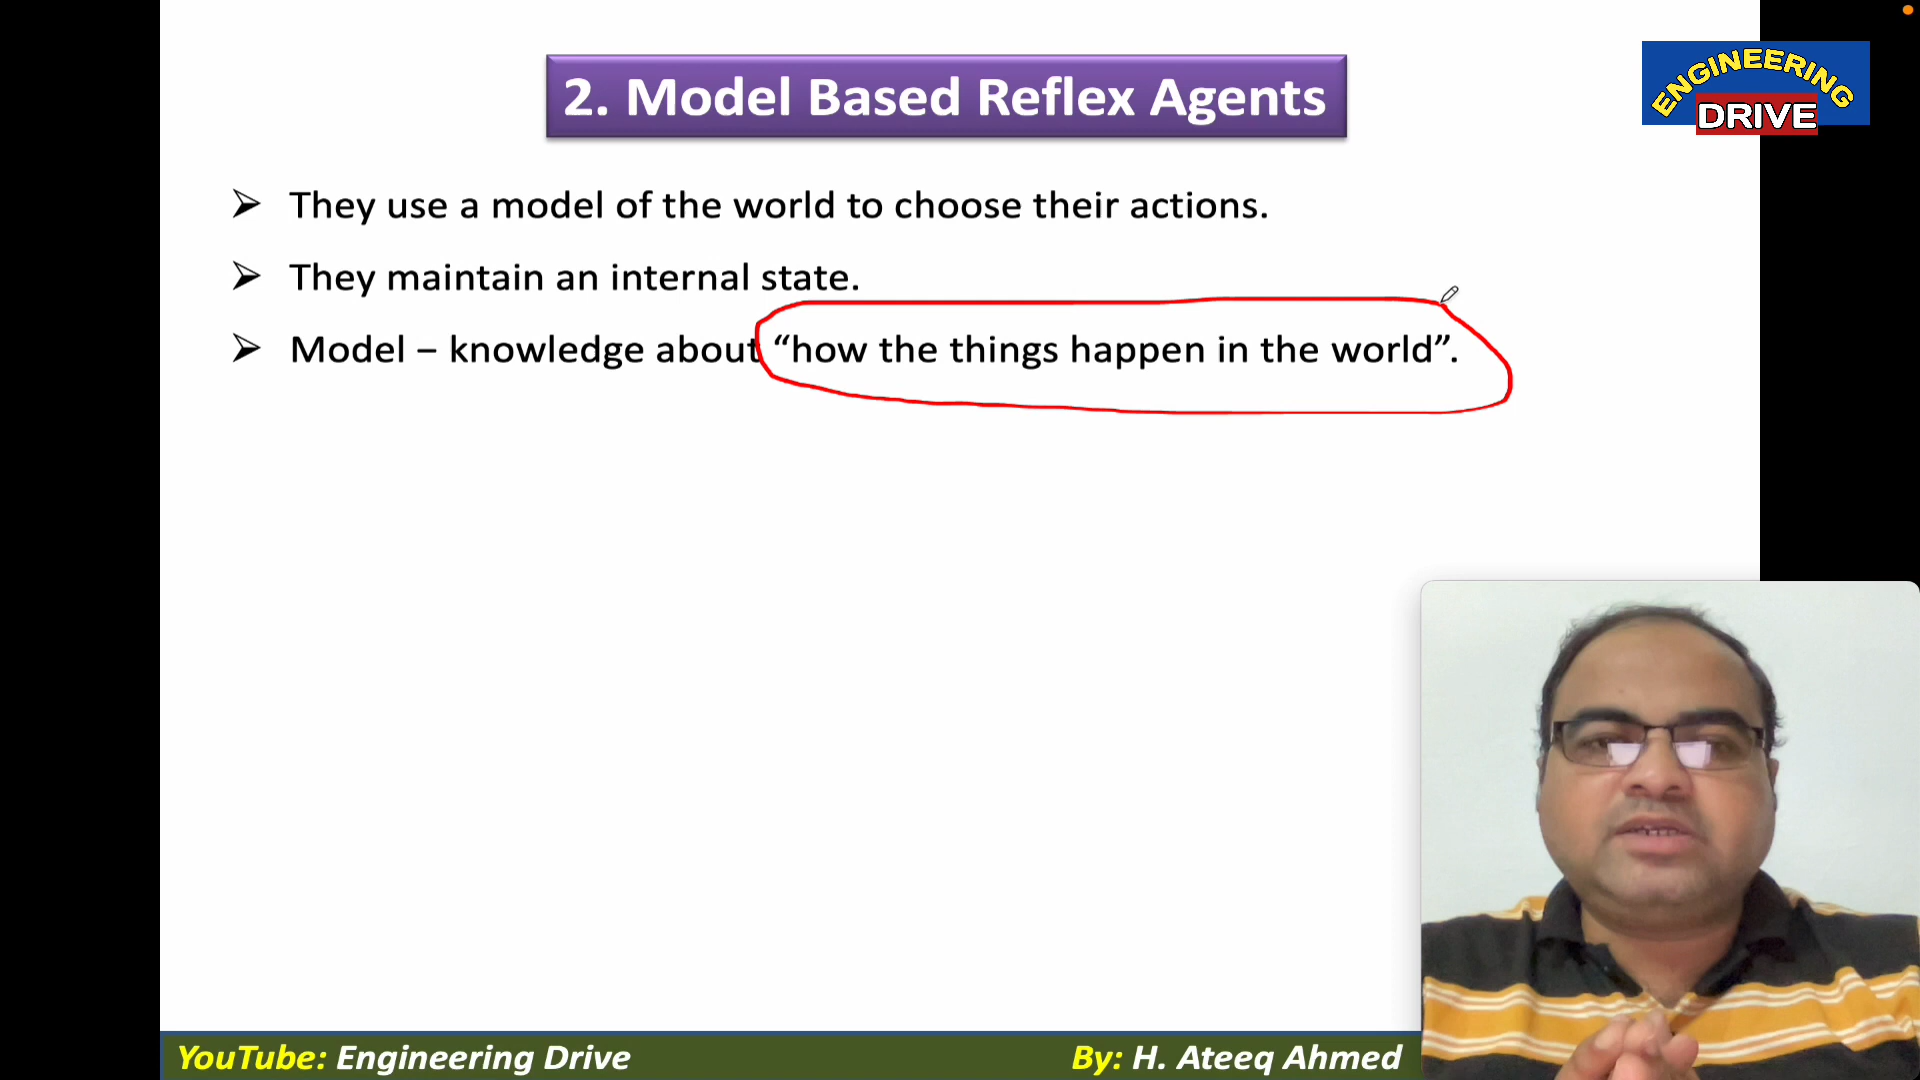 2. Model Based Reflex Agents
ENGINEERING
DRIVE
➢ They use a model of the world to choose their actions.
➢ They maintain an internal state.
➢ Model – knowledge about “how the things happen in the world”.
YouTube: Engineering Drive
By: H. Ateeq Ahmed